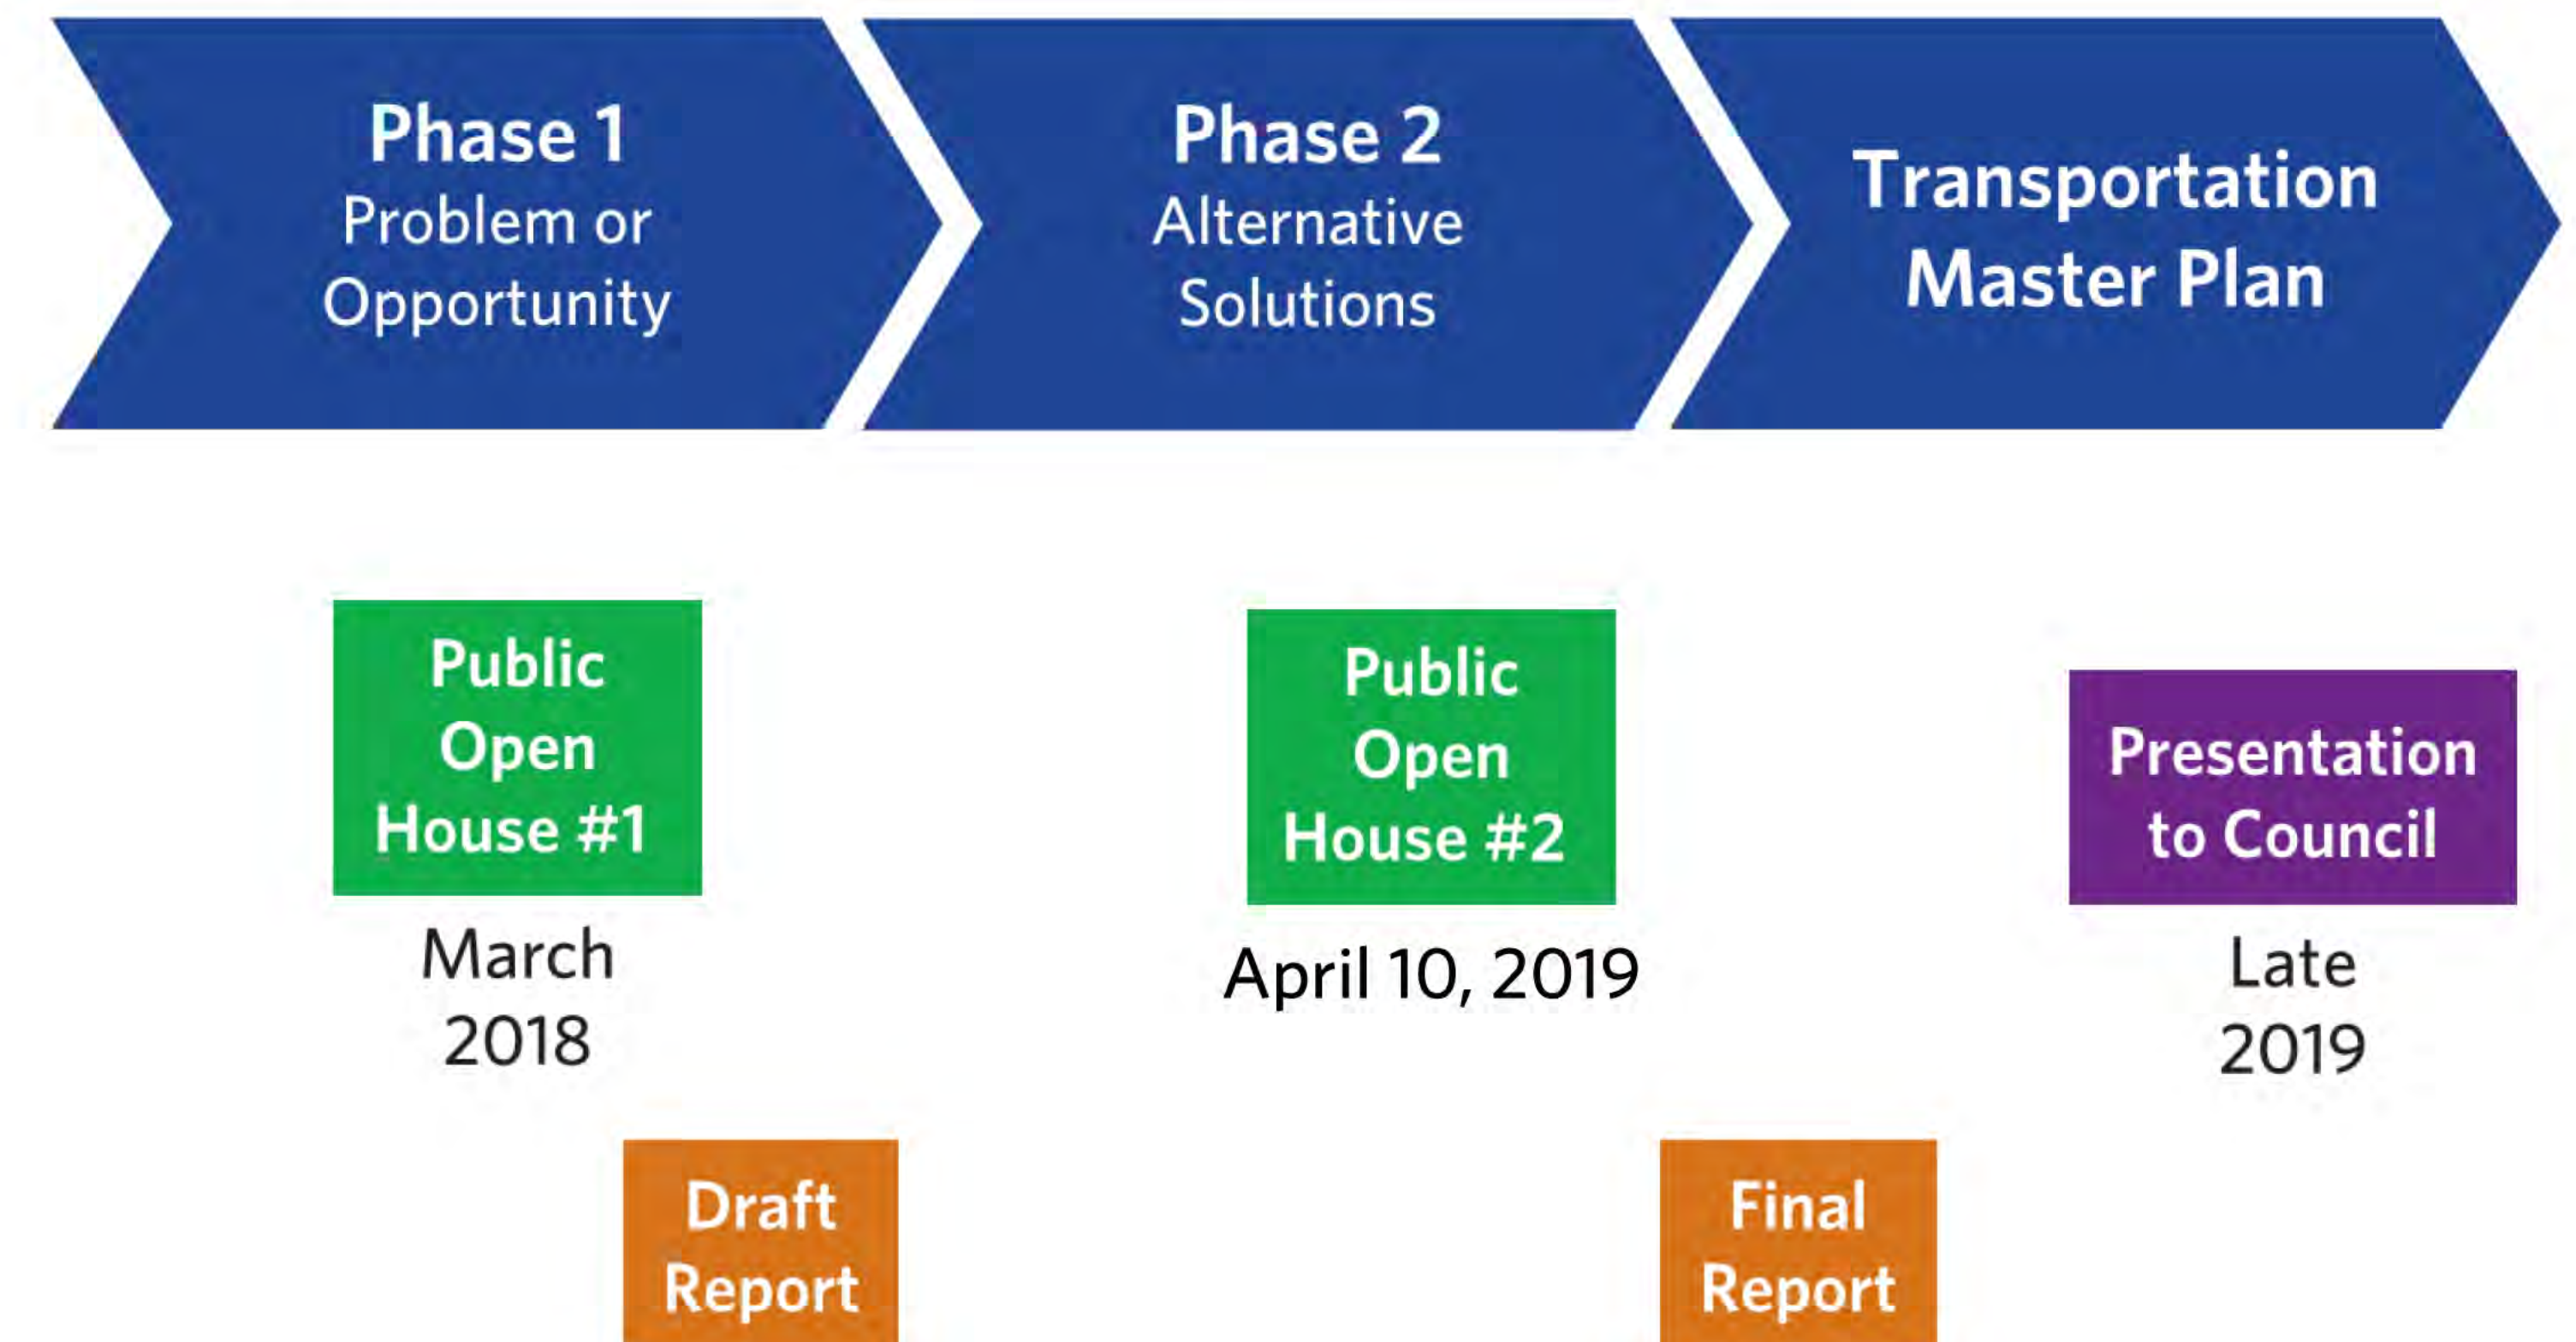 Phase 1
Problem or
Opportunity
Phase 2
Alternative
Solutions
Transportation
Master Plan
Public
Open
House #1
March
2018
Public
Open
House #2
April 10, 2019
Presentation
to Council
Late
2019
Draft
Report
Final
Report